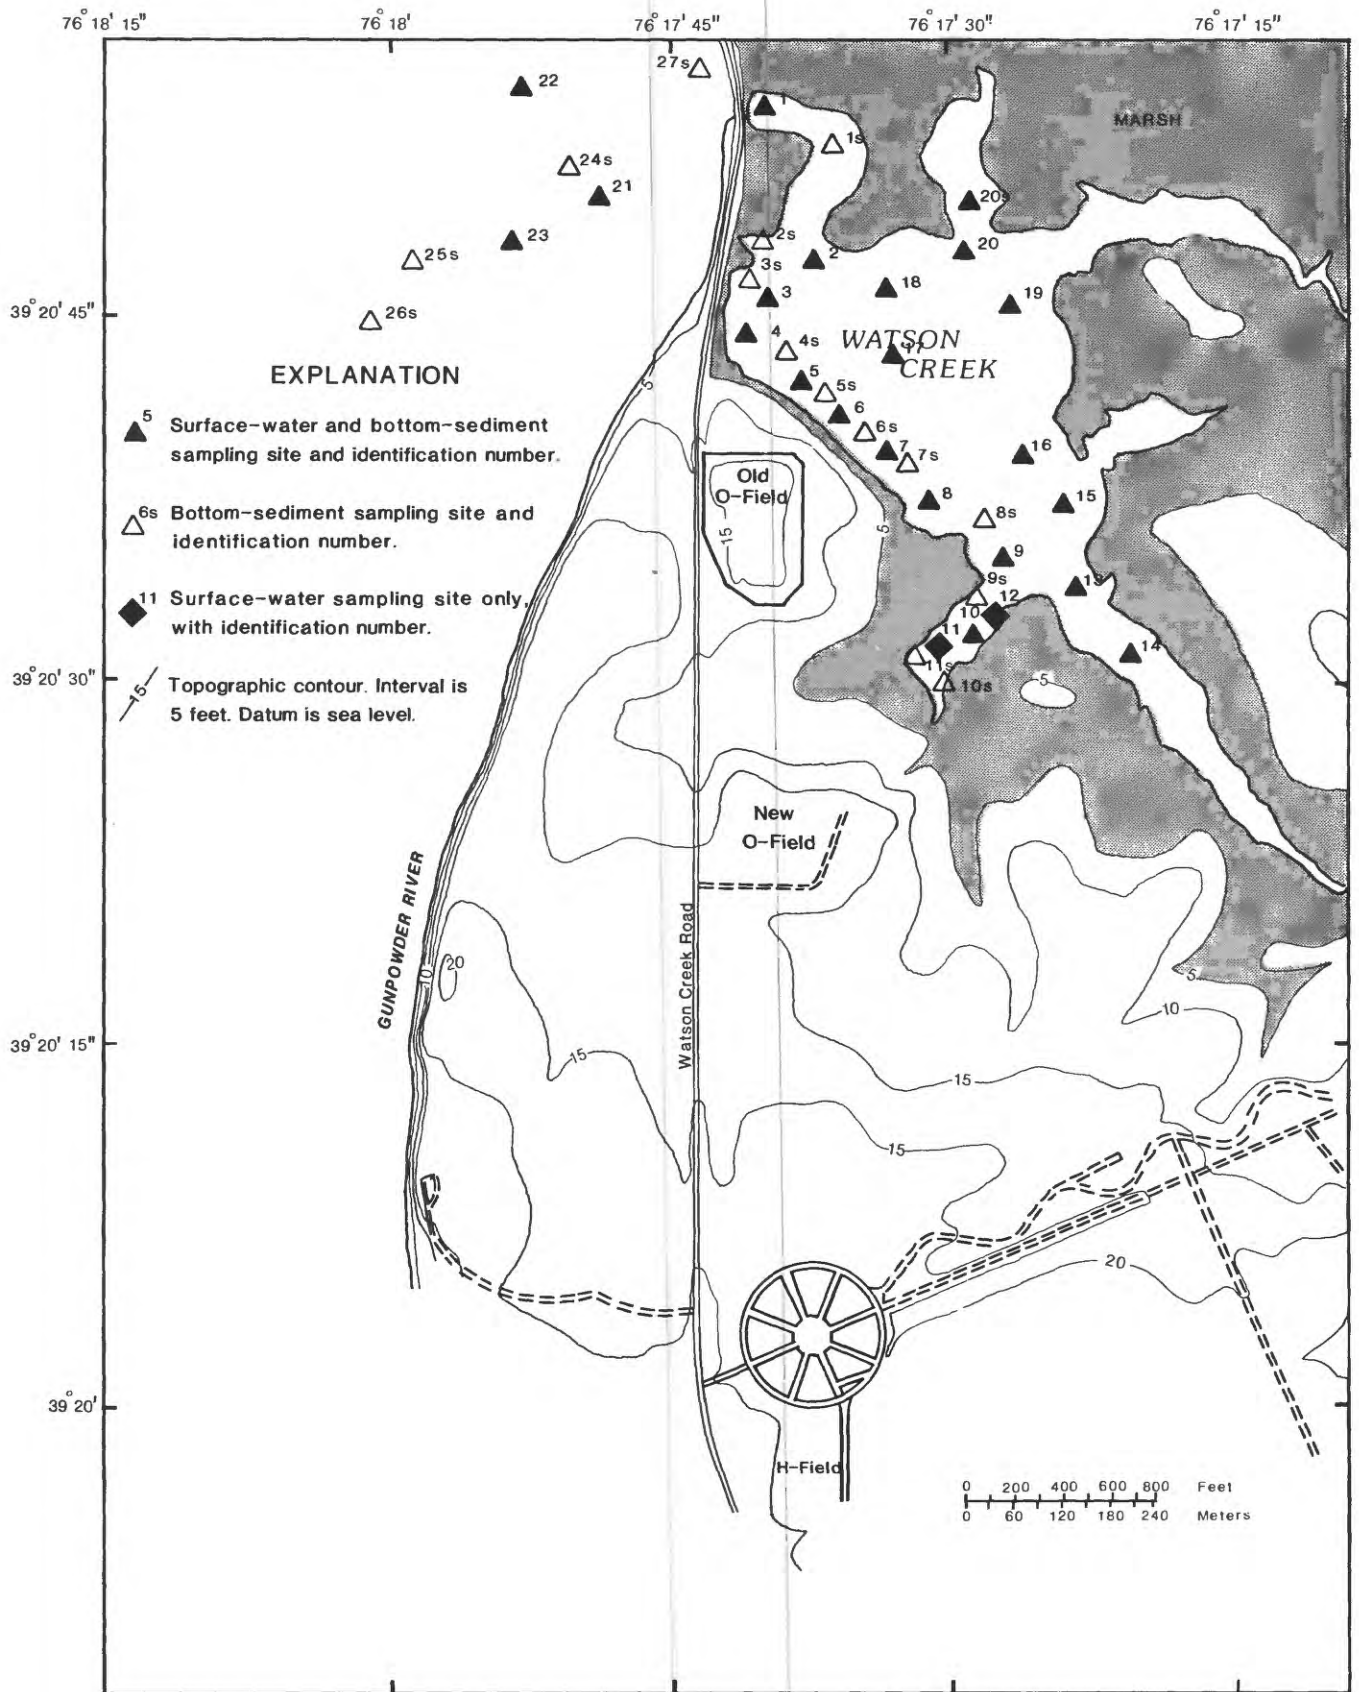 76° 18' 15"
76° 18'
76° 17' 45"
76° 17' 30"
76° 17' 15"
27s
22
1
MARSH
1s
24s
21
20s
23
2s
2
20
25s
3s
18
19
3
39° 20' 45"
26s
4
4s
WATSON
17
CREEK
EXPLANATION
5
5s
5
6
6s
7
7s
16
5 Surface-water and bottom-sediment
sampling site and identification number.
Old
O-Field
15
5
8
8s
15
6s Bottom-sediment sampling site and
identification number.
9
9s
13
11 Surface-water sampling site only,
with identification number.
10
12
11
14
11s
10s
5
39° 20' 30"
15 Topographic contour. Interval is
5 feet. Datum is sea level.
New
O-Field
GUNPOWDER RIVER
10
20
Watson Creek Road
5
10
39° 20' 15"
15
15
15
20
39° 20'
H-Field
0 200 400 600 800 Feet
0 60 120 180 240 Meters